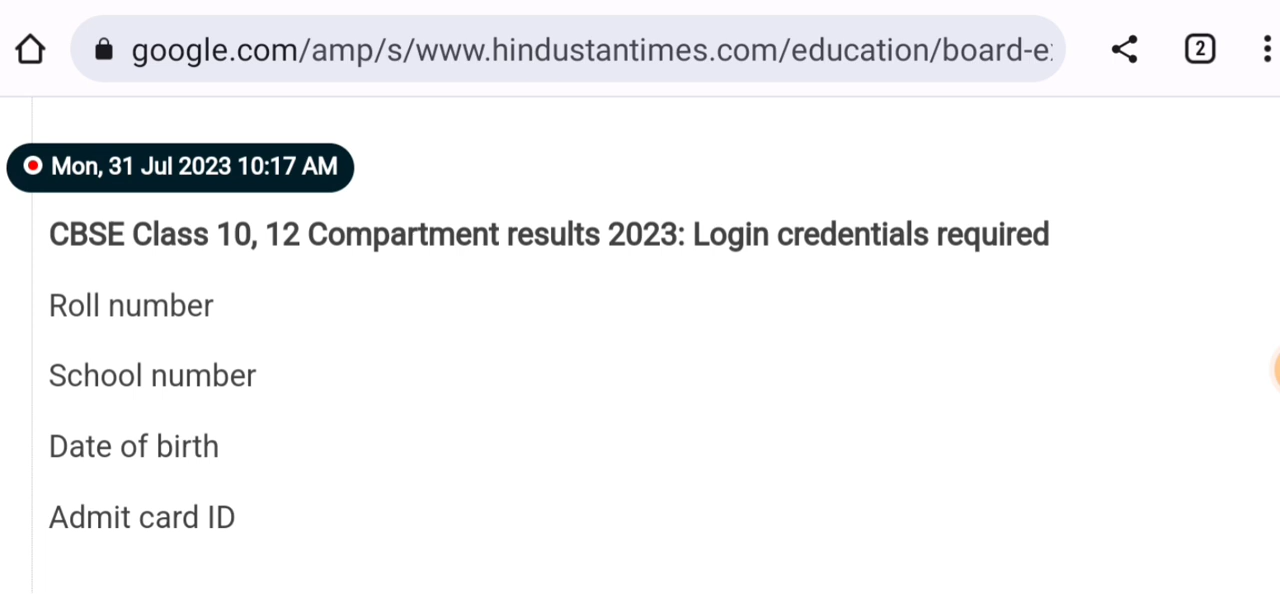 google.com/amp/s/www.hindustantimes.com/education/board-e
2
Mon, 31 Jul 2023 10:17 AM
CBSE Class 10, 12 Compartment results 2023: Login credentials required
Roll number
School number
Date of birth
Admit card ID